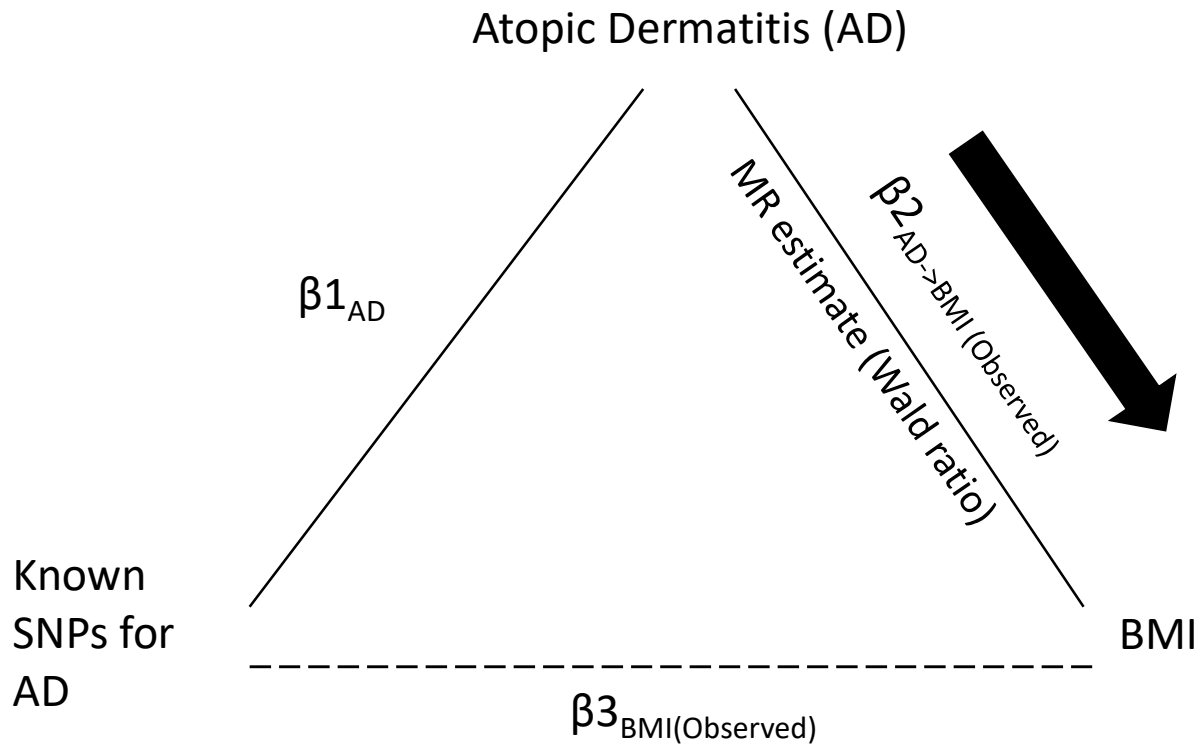 Atopic Dermatitis (AD)
β1AD
MR estimate (Wald ratio)
β2AD->BMI (Observed)
Known
SNPs for
AD
BMI
β3BMI(Observed)